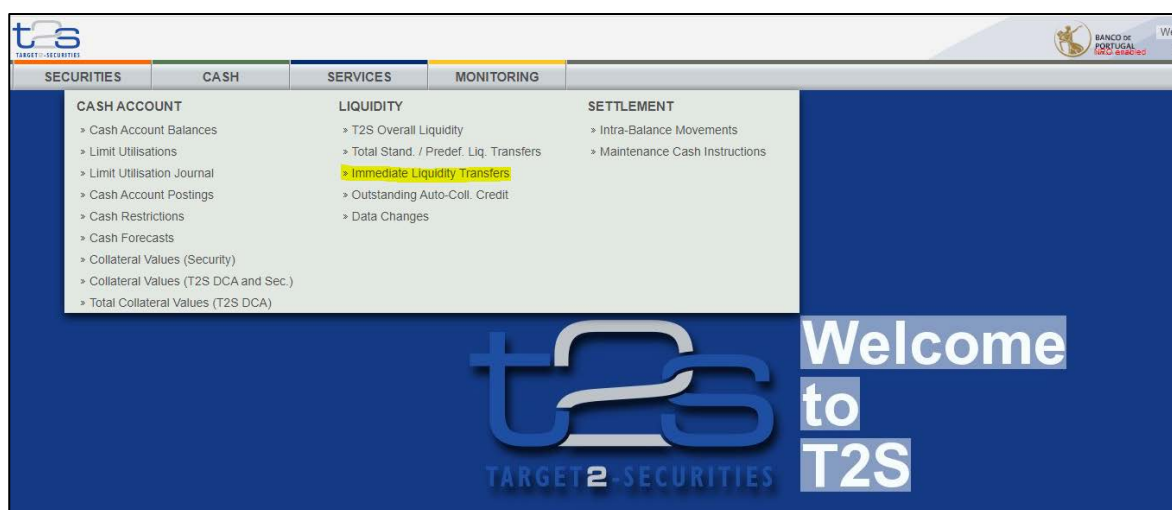 t2s
TARGET2-SECURITIES
BANCO DE
PORTUGAL
We
NRO enabled
SECURITIES CASH SERVICES MONITORING
CASH ACCOUNT
» Cash Account Balances
» Limit Utilisations
» Limit Utilisation Journal
» Cash Account Postings
» Cash Restrictions
» Cash Forecasts
» Collateral Values (Security)
» Collateral Values (T2S DCA and Sec.)
» Total Collateral Values (T2S DCA)
LIQUIDITY
» T2S Overall Liquidity
» Total Stand. / Predef. Liq. Transfers
» Immediate Liquidity Transfers
» Outstanding Auto-Coll. Credit
» Data Changes
SETTLEMENT
» Intra-Balance Movements
» Maintenance Cash Instructions
t2s
TARGET2-SECURITIES
Welcome
to
T2S